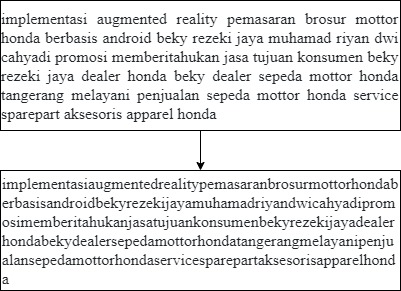 implementasi augmented reality pemasaran brosur mottor
honda berbasis android beky rezeki jaya muhamad riyan dwi
cahyadi promosi memberitahukan jasa tujuan konsumen beky
rezeki jaya dealer honda beky dealer sepeda mottor honda
tangerang melayani penjualan sepeda mottor honda service
sparepart aksesoris apparel honda
implementasiaugmentedrealitypemasaranbrosurmottorhondab
erbasisandroidbekyrezekijayamuhamadriyandwicahyadipromo
simemberitahukanjasatujuankonsumenbekyrezekijayadealer
hondabekydealersepedamottorhondatangerangmelayanipenju
alansepedamottorhondaservicesparepartaksesorisapparelhond
a